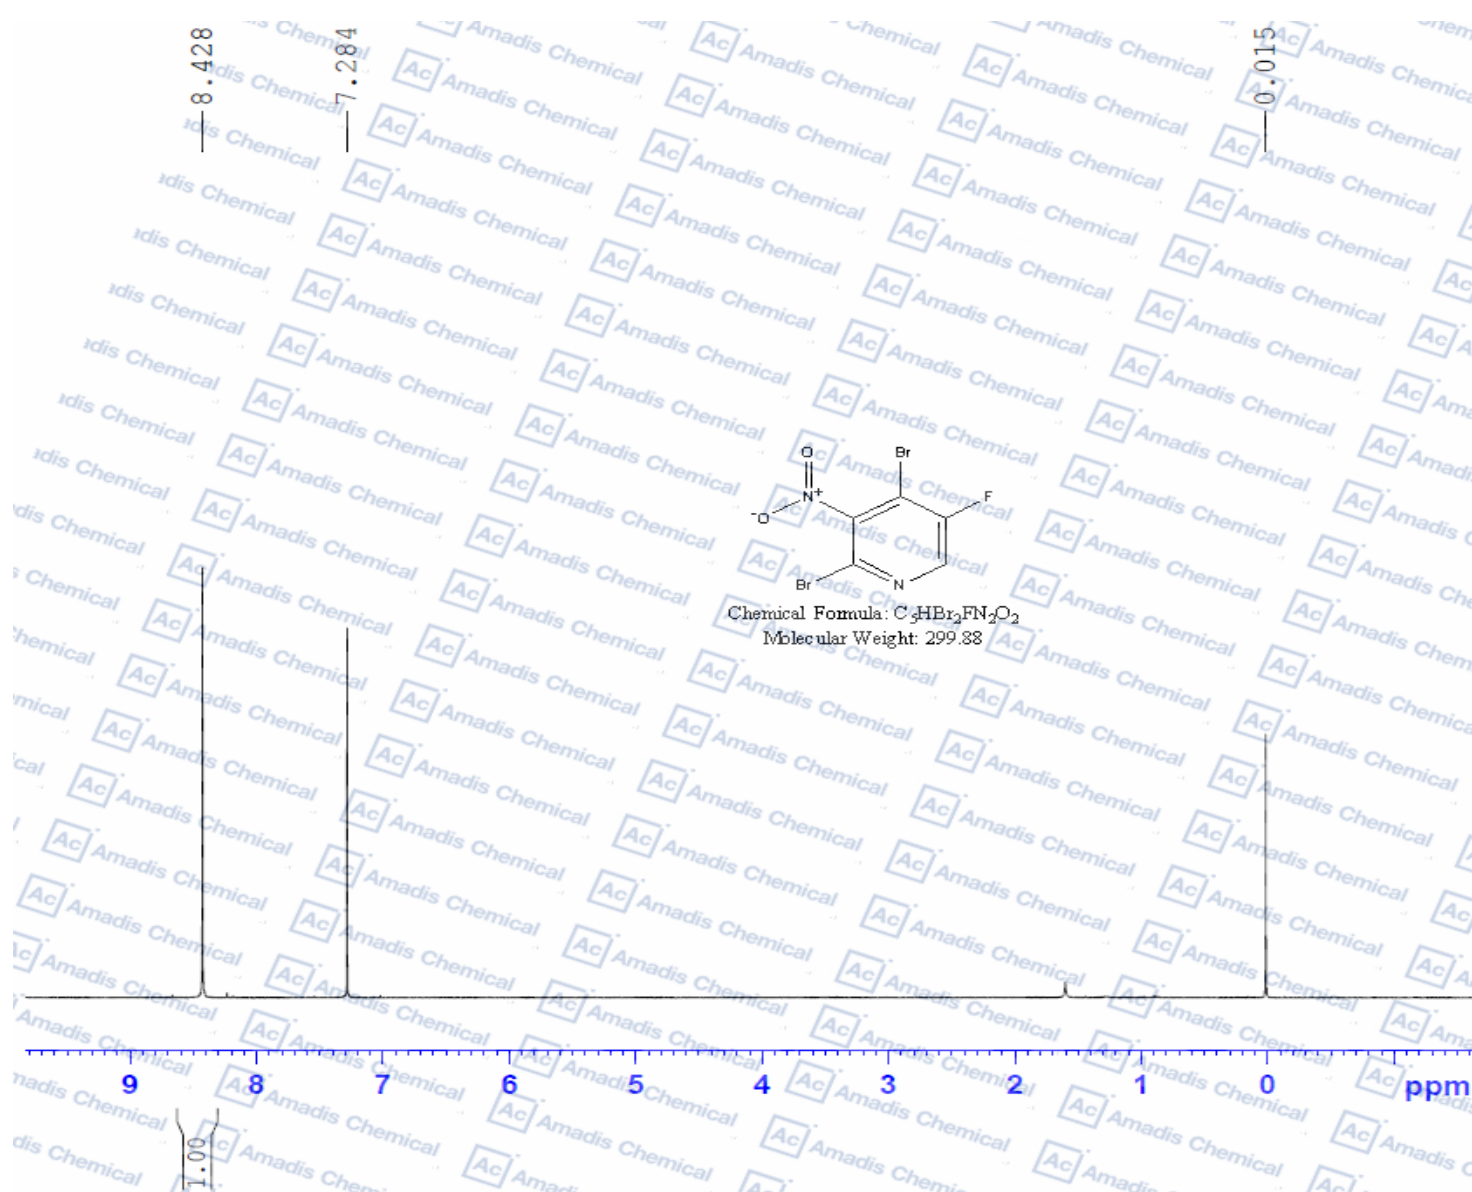 8.428
7.284
0.015
Ac Amadis Chemical
O
Br
N+
F
-O
Br
N
Chemical Formula: C5HBr2FN2O2
Molecular Weight: 299.88
9 8 7 6 5 4 3 2 1 0 ppm
1.00